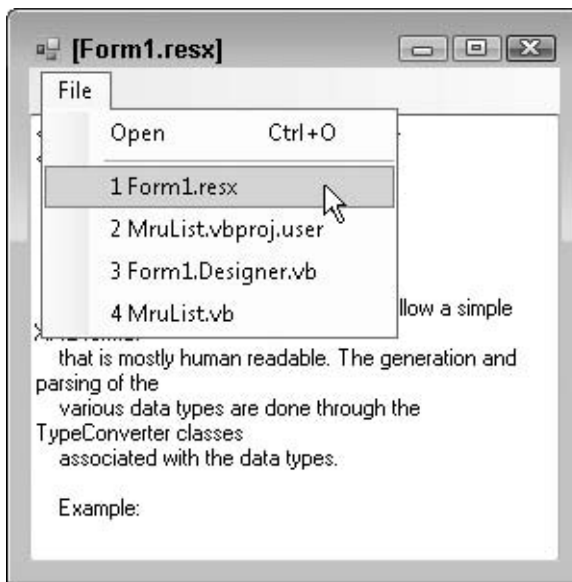 [Form1.resx]
File
Open Ctrl+O
1 Form1.resx
2 MruList.vbproj.user
3 Form1.Designer.vb
4 MruList.vb
llow a simple
that is mostly human readable. The generation and
parsing of the
various data types are done through the
TypeConverter classes
associated with the data types.
Example: